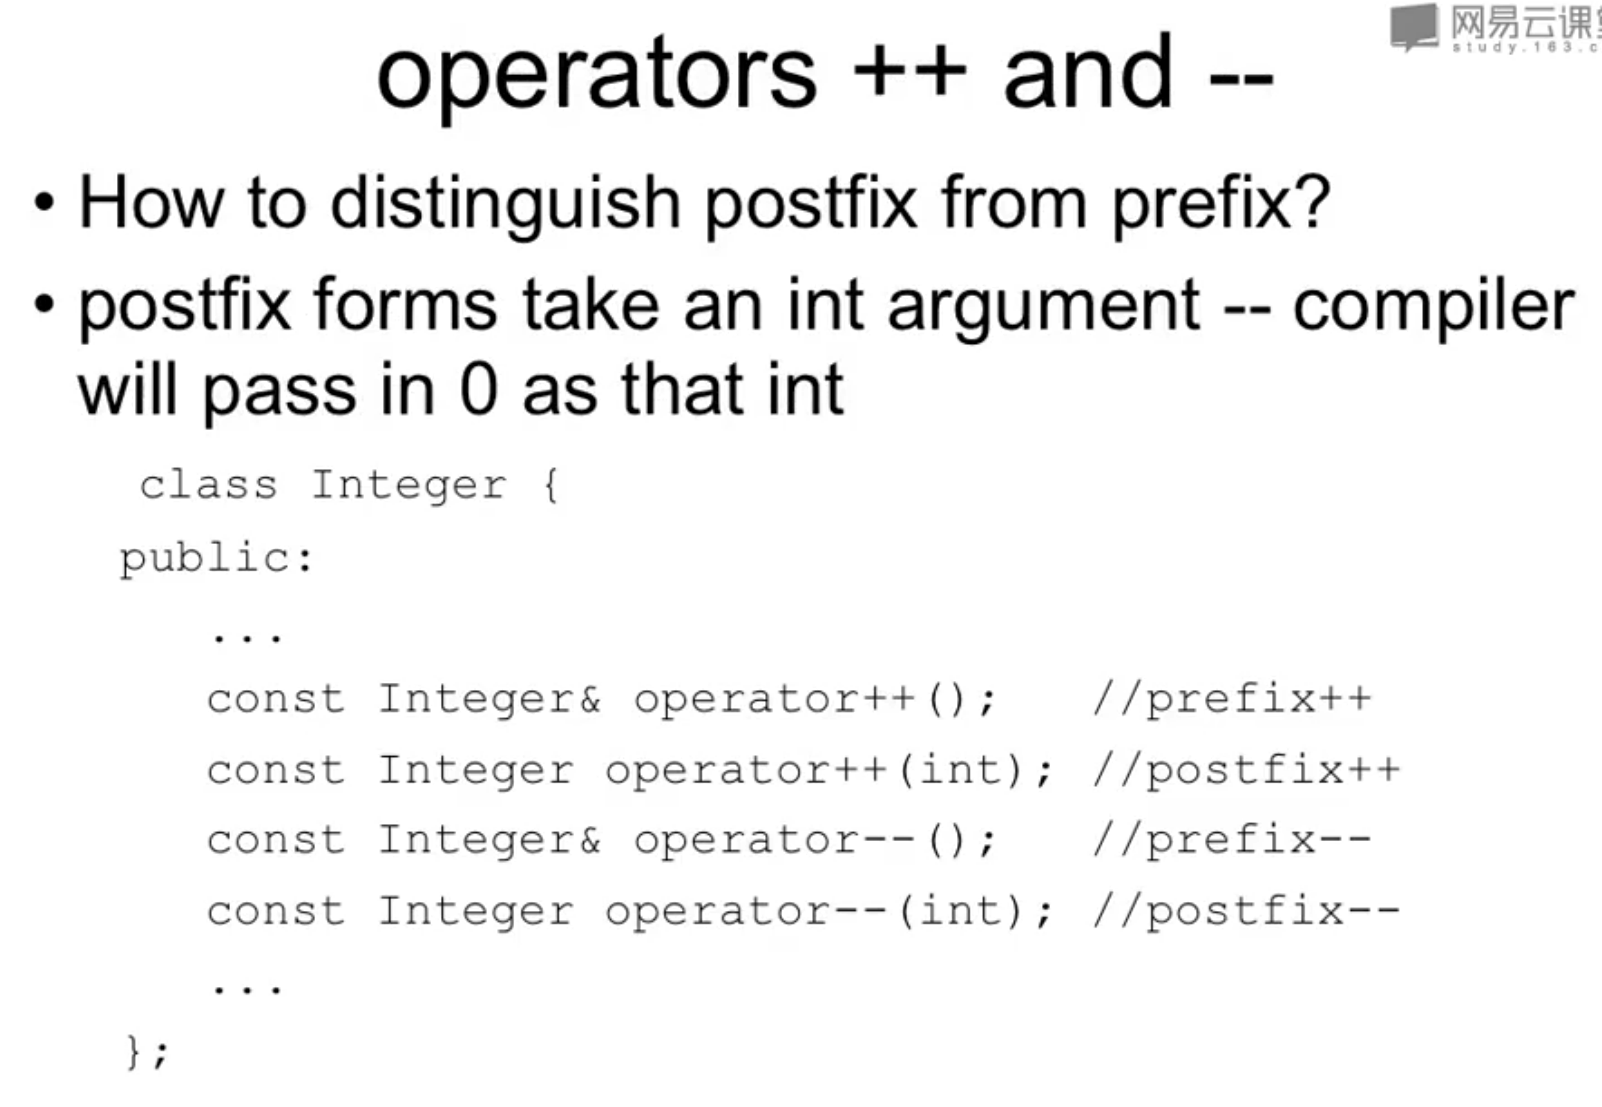 网易云课
study.163.c
operators ++ and --
• How to distinguish postfix from prefix?
• postfix forms take an int argument -- compiler
will pass in 0 as that int
class Integer {
public:
...
const Integer& operator++();   //prefix++
const Integer operator++(int); //postfix++
const Integer& operator--();   //prefix--
const Integer operator--(int); //postfix--
...
};